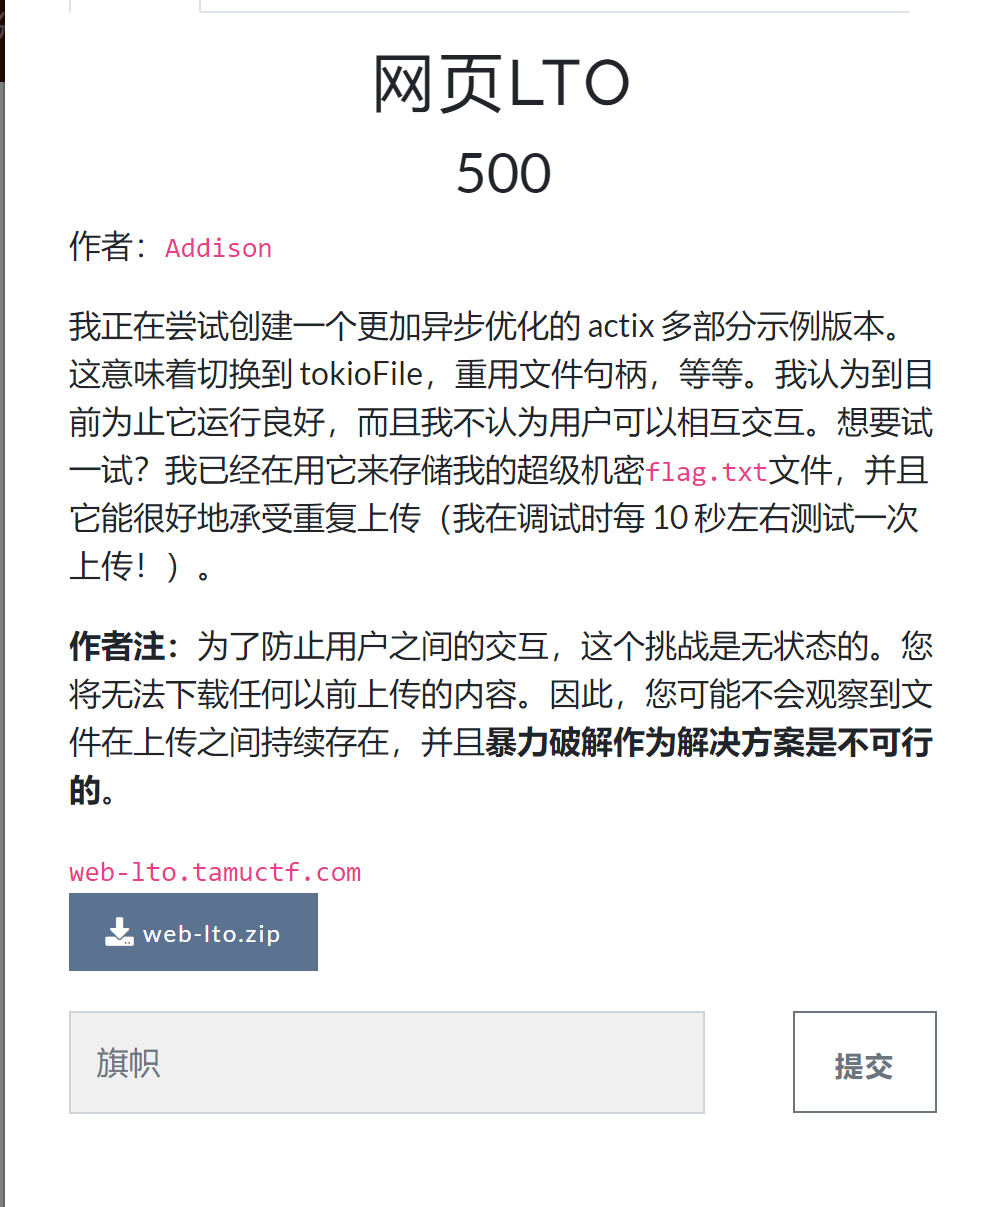 网页LTO
500
作者：Addison
我正在尝试创建一个更加异步优化的 actix 多部分示例版本。
这意味着切换到 tokioFile，重用文件句柄，等等。我认为到目
前为止它运行良好，而且我不认为用户可以相互交互。想要试
一试？我已经在用它来存储我的超级机密flag.txt文件，并且
它能很好地承受重复上传（我在调试时每 10 秒左右测试一次
上传！）。
作者注：为了防止用户之间的交互，这个挑战是无状态的。您
将无法下载任何以前上传的内容。因此，您可能不会观察到文
件在上传之间持续存在，并且暴力破解作为解决方案是不可行
的。
web-lto.tamuctf.com
web-lto.zip
旗帜
提交